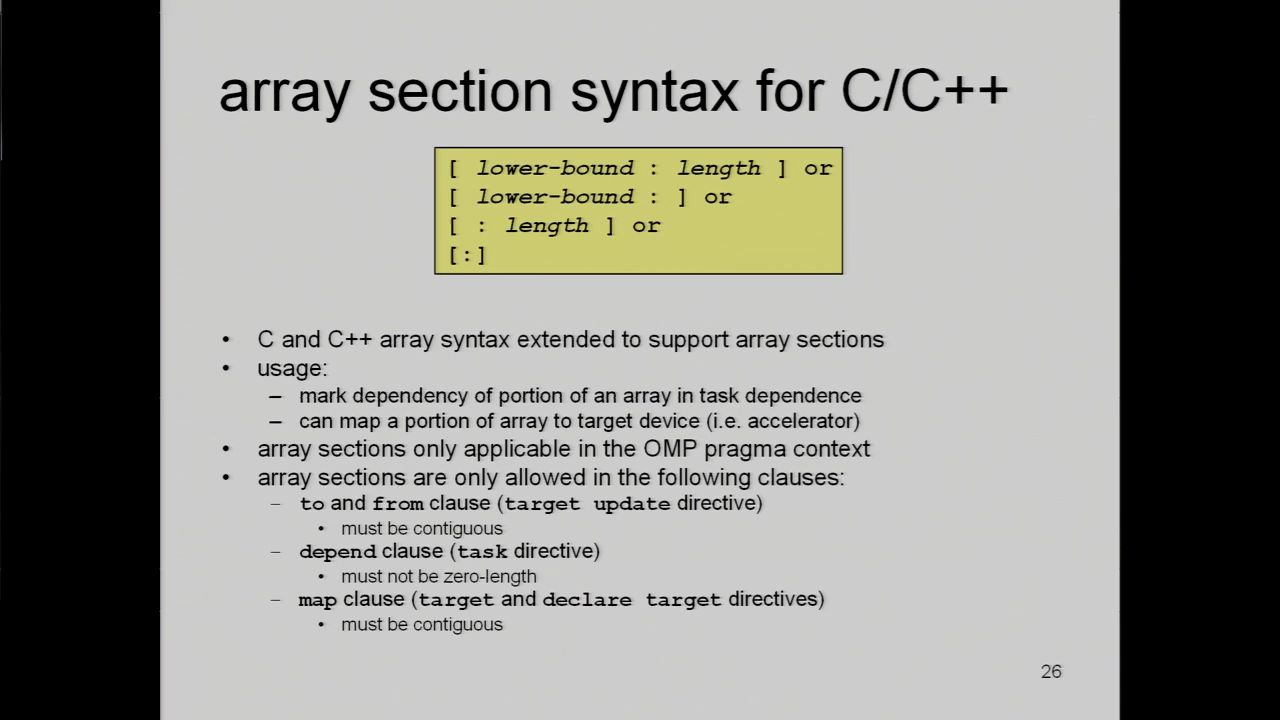 array section syntax for C/C++
[ lower-bound : length ] or
[ lower-bound : ] or
[ : length ] or
[:]
• C and C++ array syntax extended to support array sections
• usage:
– mark dependency of portion of an array in task dependence
– can map a portion of array to target device (i.e. accelerator)
• array sections only applicable in the OMP pragma context
• array sections are only allowed in the following clauses:
– to and from clause (target update directive)
• must be contiguous
– depend clause (task directive)
• must not be zero-length
– map clause (target and declare target directives)
• must be contiguous
26